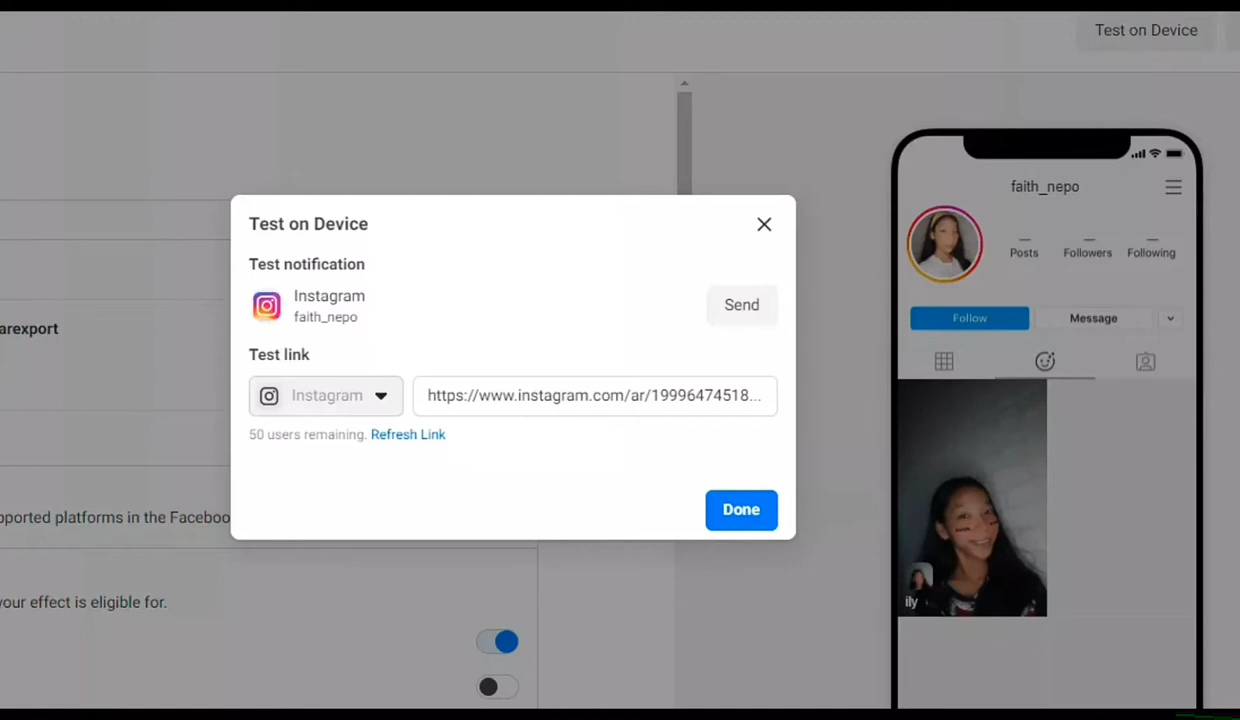 Test on Device
faith_nepo
Posts
Followers
Following
Follow
Message
ily
Test on Device
Test notification
Instagram
faith_nepo
Send
Test link
Instagram
https://www.instagram.com/ar/19996474518...
50 users remaining. Refresh Link
Done
arexport
pported platforms in the Faceboo
your effect is eligible for.